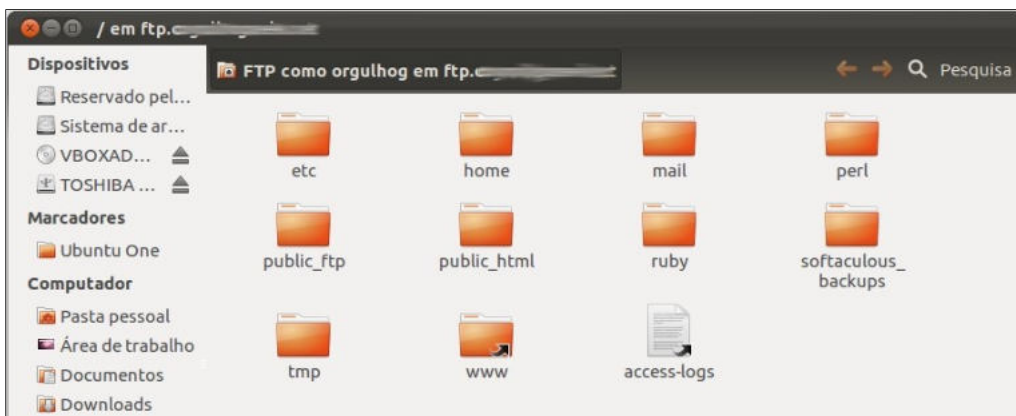 / em ftp.
Dispositivos
Reservado pel...
Sistema de ar...
VBOXAD...
TOSHIBA ...
Marcadores
Ubuntu One
Computador
Pasta pessoal
Área de trabalho
Documentos
Downloads
FTP como orgulhog em ftp.
Pesquisa
etc
home
mail
perl
public_ftp
public_html
ruby
softaculous_
backups
tmp
www
access-logs